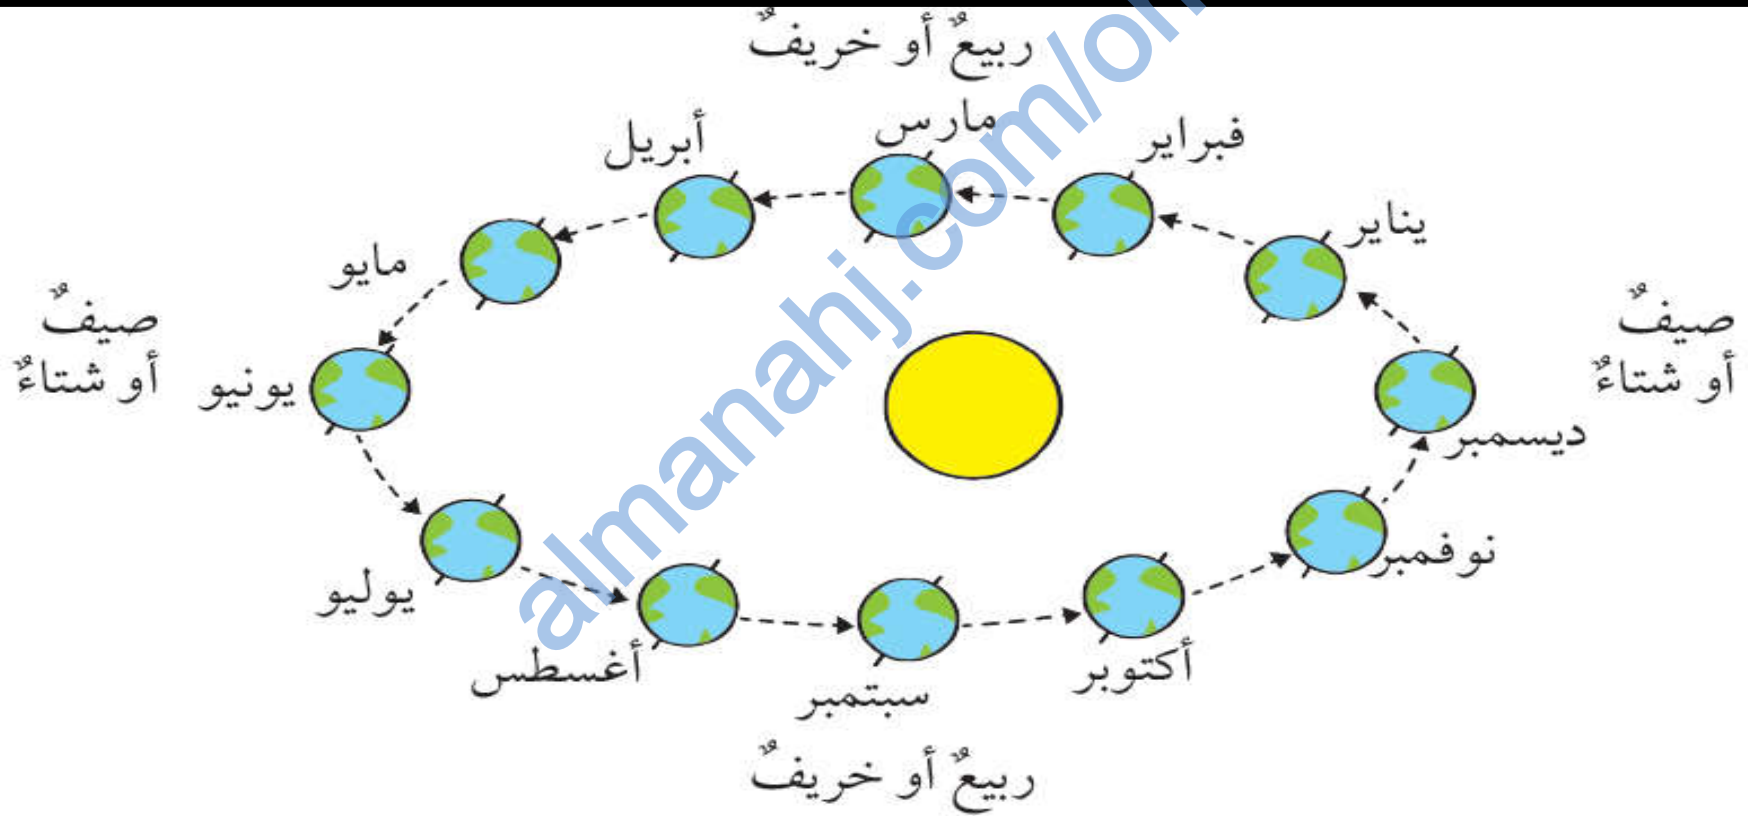 ربيعٌ أو خريفٌ
مارس
فبراير
أبريل
يناير
مايو
صيفٌ
أو شتاءٌ
صيفٌ
أو شتاءٌ
يونيو
ديسمبر
نوفمبر
يوليو
أغسطس
أكتوبر
سبتمبر
ربيعٌ أو خريفٌ
almanahj.com/om